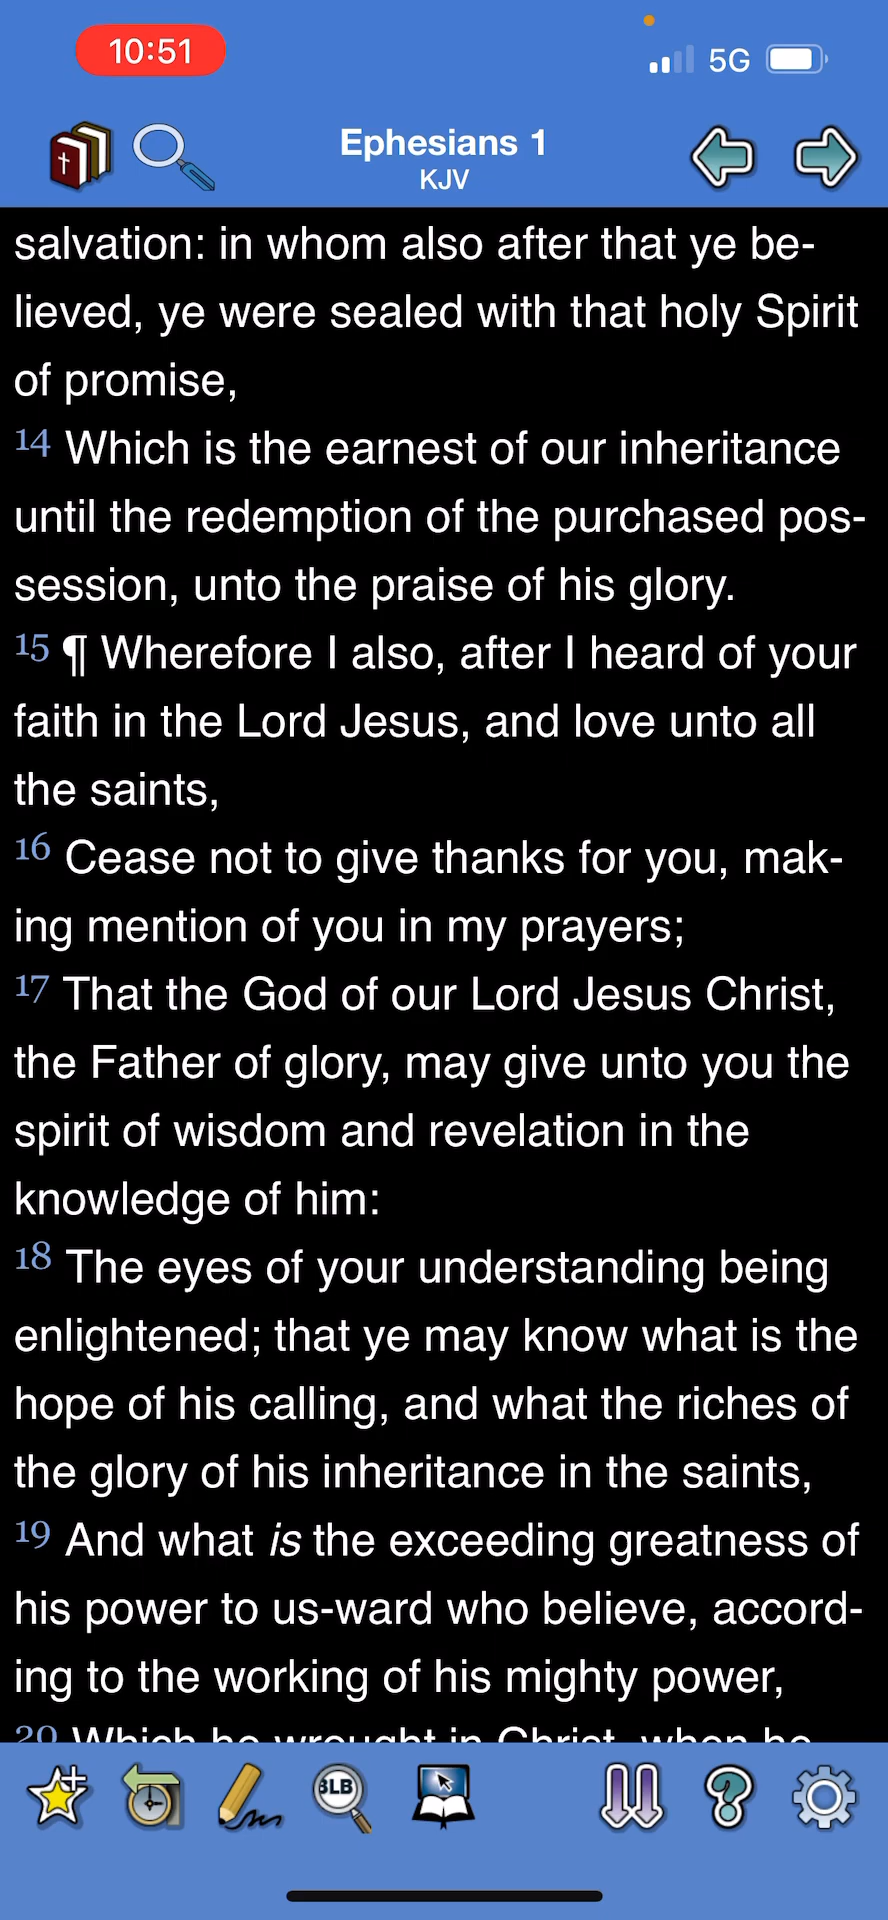 10:51
5G
Ephesians 1
KJV
salvation: in whom also after that ye be-
lieved, ye were sealed with that holy Spirit
of promise,
14 Which is the earnest of our inheritance
until the redemption of the purchased pos-
session, unto the praise of his glory.
15 ¶ Wherefore I also, after I heard of your
faith in the Lord Jesus, and love unto all
the saints,
16 Cease not to give thanks for you, mak-
ing mention of you in my prayers;
17 That the God of our Lord Jesus Christ,
the Father of glory, may give unto you the
spirit of wisdom and revelation in the
knowledge of him:
18 The eyes of your understanding being
enlightened; that ye may know what is the
hope of his calling, and what the riches of
the glory of his inheritance in the saints,
19 And what is the exceeding greatness of
his power to us-ward who believe, accord-
ing to the working of his mighty power,
20 Which he wrought in Christ, when he
BLB